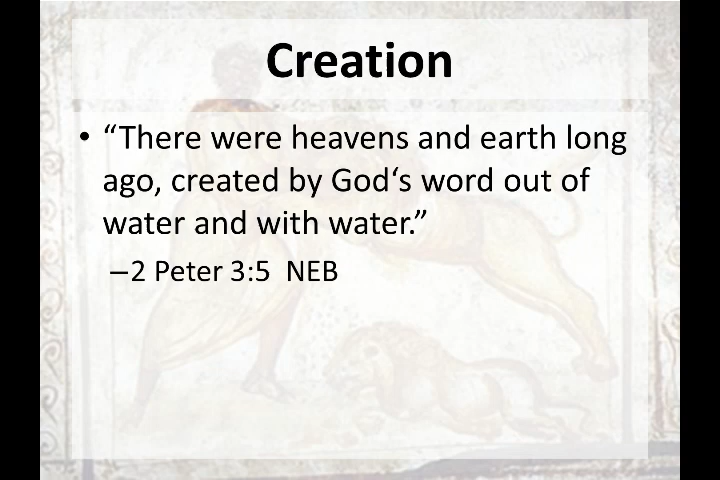 Creation
• “There were heavens and earth long
ago, created by God‘s word out of
water and with water.”
–2 Peter 3:5  NEB